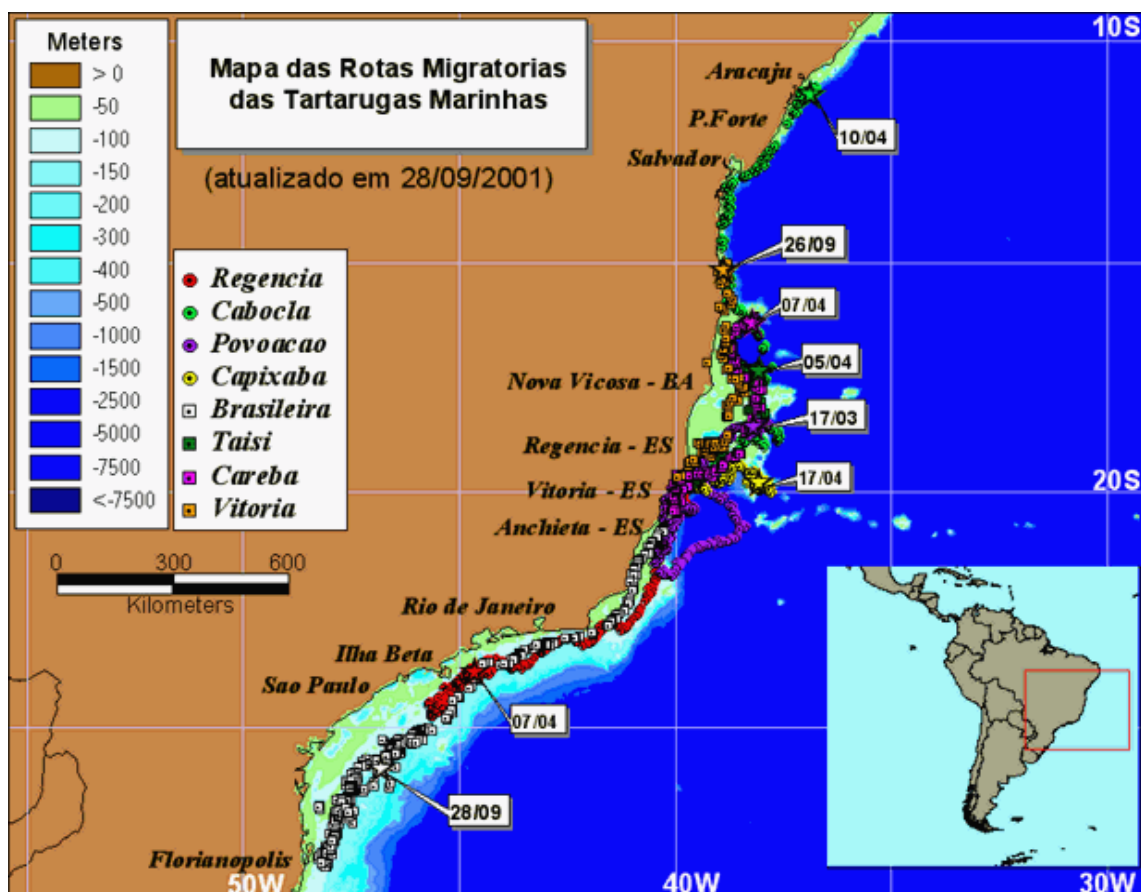 Meters
> 0
-50
-100
-150
-200
-300
-400
-500
-1000
-1500
-2500
-5000
-7500
<-7500
Mapa das Rotas Migratorias
das Tartarugas Marinhas
(atualizado em 28/09/2001)
Regencia
Cabocla
Povoacao
Capixaba
Brasileira
Taisi
Careba
Vitoria
0 300 600
Kilometers
10S
Aracaju
P.Forte
10/04
Salvador
26/09
07/04
05/04
Nova Vicosa - BA
17/03
Regencia - ES
17/04
20S
Vitoria - ES
Anchieta - ES
Rio de Janeiro
Ilha Beta
Sao Paulo
07/04
28/09
Florianopolis
50W
40W
30W